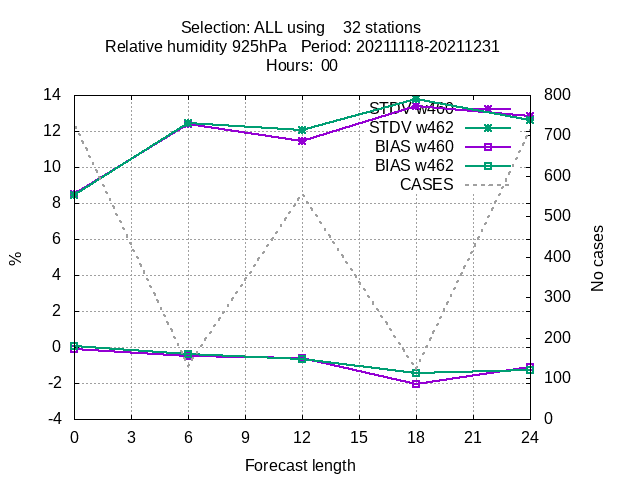 Selection: ALL using    32 stations
Relative humidity 925hPa   Period: 20211118-20211231
Hours:  00
14
12
10
8
6
4
2
0
-2
-4
%
800
700
600
500
400
300
200
100
0
No cases
STDV w460
STDV w462
BIAS w460
BIAS w462
CASES
0 3 6 9 12 15 18 21 24
Forecast length